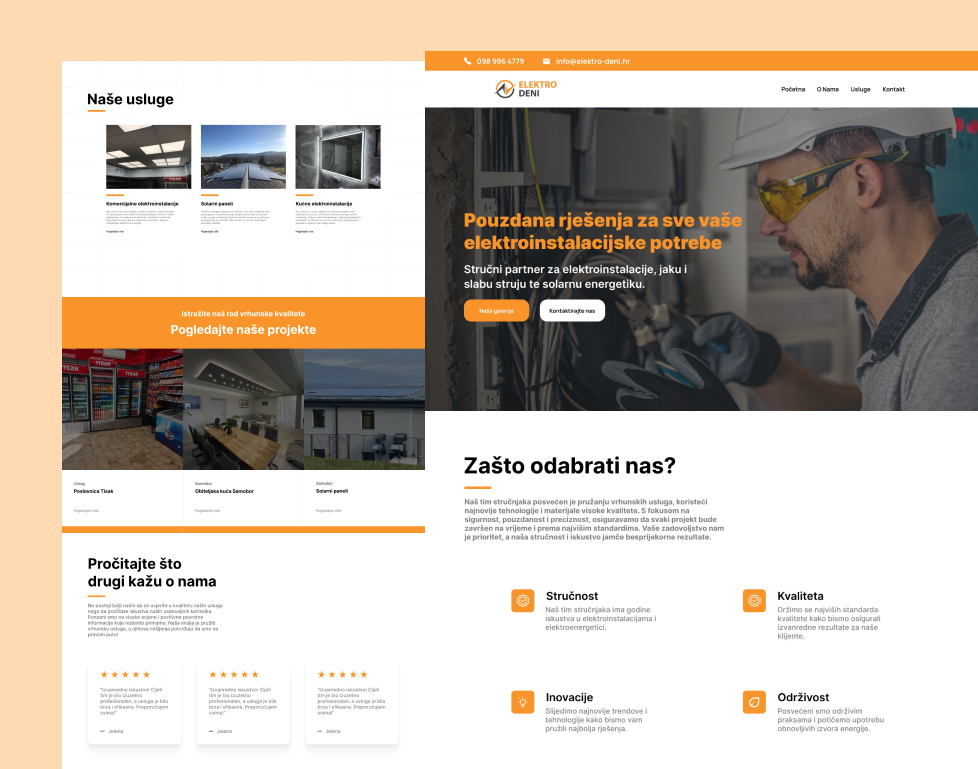 Naše usluge
Komercijalne elektroinstalacije
Solarni paneli
Kućne elektroinstalacije
Pogledajte više
Pogledajte više
Pogledajte više
Istražite naš rad vrhunske kvalitete
Pogledajte naše projekte
TISAK
TISAK
TISAK
Umag
Poslovnica Tisak
Pogledajte više
Samobor
Obiteljska kuća Samobor
Pogledajte više
Samobor
Solarni paneli
Pogledajte više
Pročitajte što
drugi kažu o nama
Ne postoji bolji način da se uvjerite u kvalitetu naših usluga
nego da pročitate iskustva naših zadovoljnih korisnika.
Ponosni smo na visoke ocjene i pozitivne povratne
informacije koje redovito primamo. Naša misija je pružiti
vrhunsku uslugu, a njihova mišljenja potvrđuju da smo na
pravom putu!
"Izvanredno iskustvo! Cijeli
tim je bio izuzetno
profesionalan, a usluga je bila
brza i efikasna. Preporučujem
svima!"
— Jelena
"Izvanredno iskustvo! Cijeli
tim je bio izuzetno
profesionalan, a usluga je bila
brza i efikasna. Preporučujem
svima!"
— Jelena
"Izvanredno iskustvo! Cijeli
tim je bio izuzetno
profesionalan, a usluga je bila
brza i efikasna. Preporučujem
svima!"
— Jelena
098 996 4779
info@elektro-deni.hr
ELEKTRO
DENI
Početna O Nama Usluge Kontakt
Pouzdana rješenja za sve vaše
elektroinstalacijske potrebe
Stručni partner za elektroinstalacije, jaku i
slabu struju te solarnu energetiku.
Naše galerija
Kontaktirajte nas
Zašto odabrati nas?
Naš tim stručnjaka posvećen je pružanju vrhunskih usluga, koristeći
najnovije tehnologije i materijale visoke kvalitete. S fokusom na
sigurnost, pouzdanost i preciznost, osiguravamo da svaki projekt bude
završen na vrijeme i prema najvišim standardima. Vaše zadovoljstvo nam
je prioritet, a naša stručnost i iskustvo jamče besprijekorne rezultate.
Stručnost
Naš tim stručnjaka ima godine
iskustva u elektroinstalacijama i
elektroenergetici.
Kvaliteta
Držimo se najviših standarda
kvalitete kako bismo osigurali
izvanredne rezultate za naše
klijente.
Inovacije
Slijedimo najnovije trendove i
tehnologije kako bismo vam
pružili najbolja rješenja.
Održivost
Posvećeni smo održivim
praksama i potičemo upotrebu
obnovljivih izvora energije.